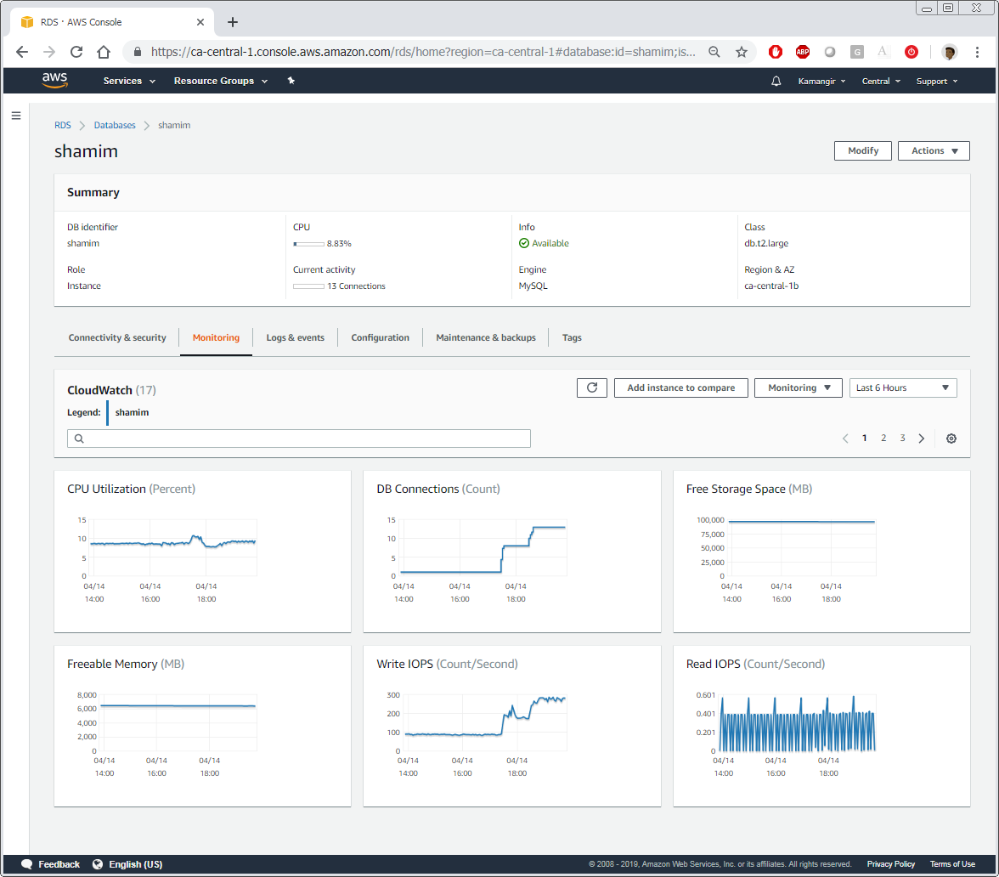 RDS · AWS Console
https://ca-central-1.console.aws.amazon.com/rds/home?region=ca-central-1#database:id=shamim;is...
ABP
G
A
aws
Services
Resource Groups
Kamangir
Central
Support
RDS
Databases
shamim
shamim
Modify
Actions
Summary
DB identifier
CPU
Info
Class
shamim
8.83%
Available
db.t2.large
Role
Current activity
Engine
Region & AZ
Instance
13 Connections
MySQL
ca-central-1b
Connectivity & security
Monitoring
Logs & events
Configuration
Maintenance & backups
Tags
CloudWatch (17)
Add instance to compare
Monitoring
Last 6 Hours
Legend:
shamim
1
2
3
CPU Utilization (Percent)
15
10
5
0
04/14 04/14 04/14
14:00 16:00 18:00
DB Connections (Count)
15
10
5
0
04/14 04/14 04/14
14:00 16:00 18:00
Free Storage Space (MB)
100,000
75,000
50,000
25,000
0
04/14 04/14 04/14
14:00 16:00 18:00
Freeable Memory (MB)
8,000
6,000
4,000
2,000
0
04/14 04/14 04/14
14:00 16:00 18:00
Write IOPS (Count/Second)
300
200
100
0
04/14 04/14 04/14
14:00 16:00 18:00
Read IOPS (Count/Second)
0.601
0.401
0.201
0
04/14 04/14 04/14
14:00 16:00 18:00
Feedback
English (US)
© 2008 - 2019, Amazon Web Services, Inc. or its affiliates. All rights reserved.
Privacy Policy
Terms of Use